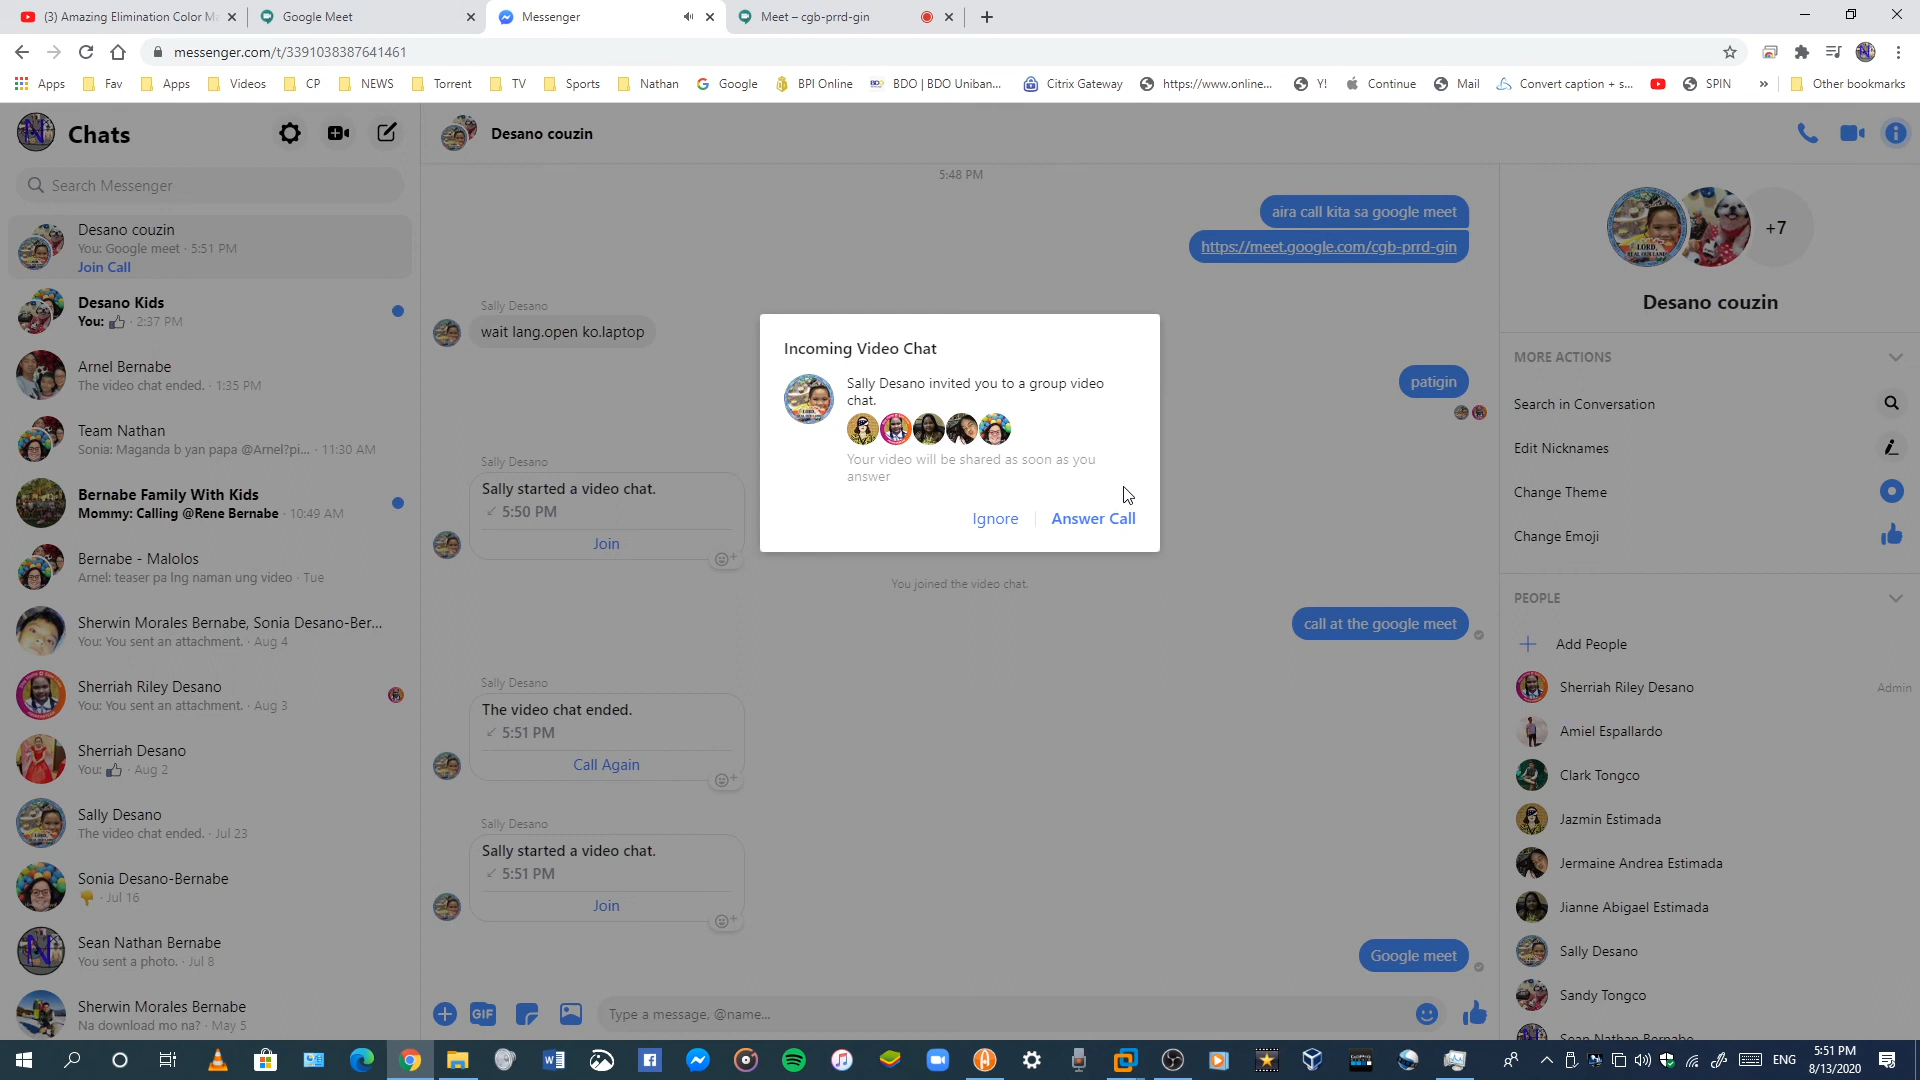 (3) Amazing Elimination Color Ma
Google Meet
Messenger
Meet – cgb-prrd-gin
messenger.com/t/3391038387641461
Apps
Fav
Apps
Videos
CP
NEWS
Torrent
TV
Sports
Nathan
Google
BPI Online
BDO | BDO Uniban...
Citrix Gateway
https://www.online...
Y!
Continue
Mail
Convert caption + s...
SPIN
»
Other bookmarks
Chats
Search Messenger
Desano couzin
You: Google meet · 5:51 PM
Join Call
Desano Kids
You: · 2:37 PM
Arnel Bernabe
The video chat ended. · 1:35 PM
Team Nathan
Sonia: Maganda b yan papa @Arnel?pi... · 11:30 AM
Bernabe Family With Kids
Mommy: Calling @Rene Bernabe · 10:49 AM
Bernabe - Malolos
Arnel: teaser pa lng naman ung video · Tue
Sherwin Morales Bernabe, Sonia Desano-Ber...
You: You sent an attachment. · Aug 4
Sherriah Riley Desano
You: You sent an attachment. · Aug 3
Sherriah Desano
You: · Aug 2
Sally Desano
The video chat ended. · Jul 23
Sonia Desano-Bernabe
· Jul 16
Sean Nathan Bernabe
You sent a photo. · Jul 8
Sherwin Morales Bernabe
Na download mo na? · May 5
Desano couzin
5:48 PM
aira call kita sa google meet
https://meet.google.com/cgb-prrd-gin
Sally Desano
wait lang.open ko.laptop
patigin
Sally Desano
Sally started a video chat.
5:50 PM
Join
You joined the video chat.
call at the google meet
Sally Desano
The video chat ended.
5:51 PM
Call Again
Sally Desano
Sally started a video chat.
5:51 PM
Join
Google meet
GIF
Type a message, @name...
Incoming Video Chat
Sally Desano invited you to a group video
chat.
Your video will be shared as soon as you
answer
Ignore
Answer Call
LORD,
HEAL OUR LAND
+7
Desano couzin
MORE ACTIONS
Search in Conversation
Edit Nicknames
Change Theme
Change Emoji
PEOPLE
Add People
Sherriah Riley Desano
Admin
Amiel Espallardo
Clark Tongco
Jazmin Estimada
Jermaine Andrea Estimada
Jianne Abigael Estimada
Sally Desano
Sandy Tongco
Sean Nathan Bernabe
ENG
5:51 PM
8/13/2020